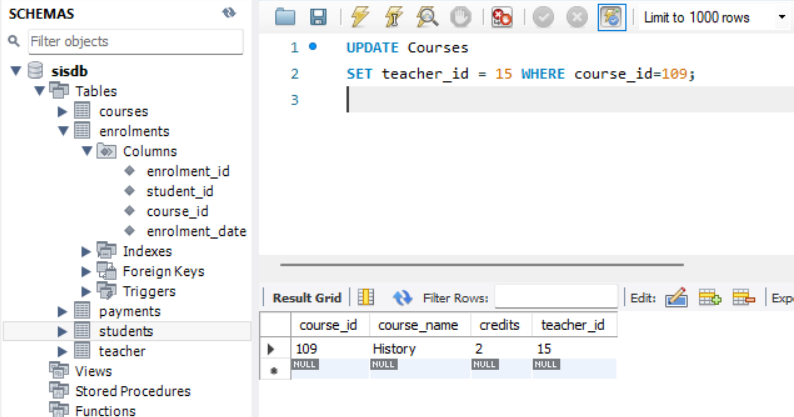 SCHEMAS
Filter objects
sisdb
Tables
courses
enrolments
Columns
enrolment_id
student_id
course_id
enrolment_date
Indexes
Foreign Keys
Triggers
payments
students
teacher
Views
Stored Procedures
Functions
Limit to 1000 rows
1 UPDATE Courses
2 SET teacher_id = 15 WHERE course_id=109;
3
Result Grid Filter Rows: Edit: Expo
course_id course_name credits teacher_id
109 History 2 15
NULL NULL NULL NULL